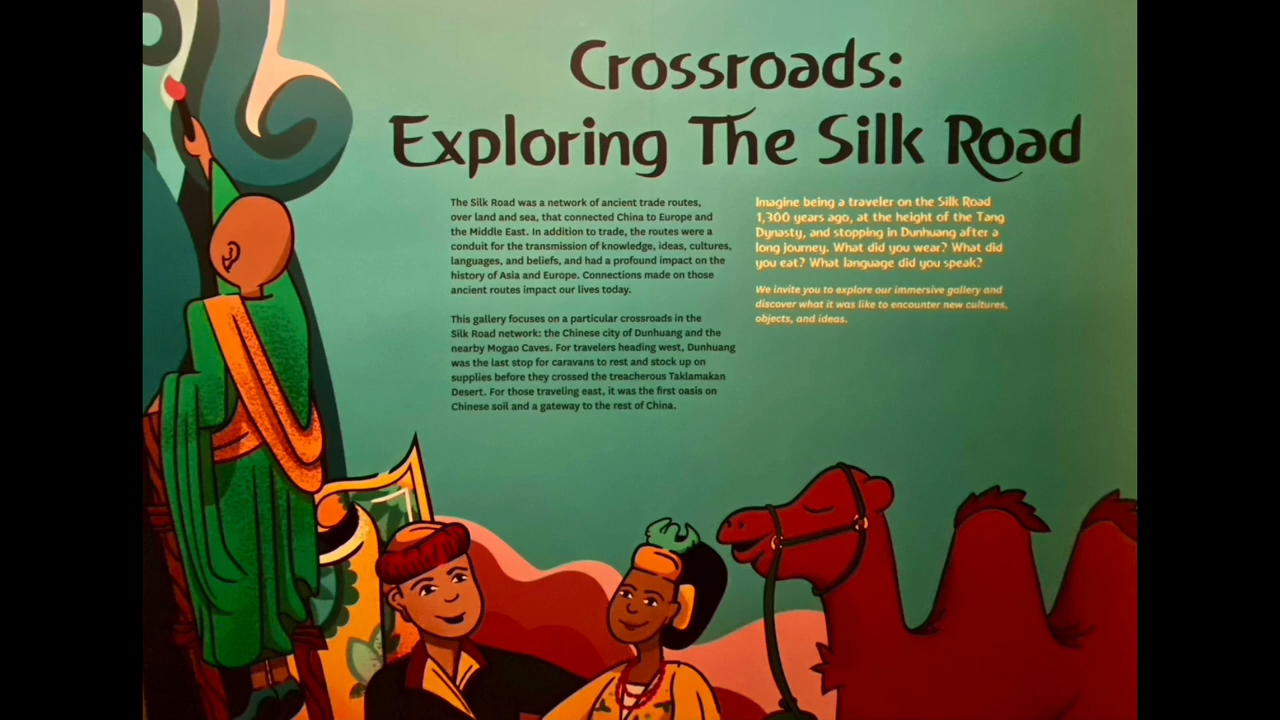 Crossroads:
Exploring The Silk Road
The Silk Road was a network of ancient trade routes,
over land and sea, that connected China to Europe and
the Middle East. In addition to trade, the routes were a
conduit for the transmission of knowledge, ideas, cultures,
languages, and beliefs, and had a profound impact on the
history of Asia and Europe. Connections made on those
ancient routes impact our lives today.
This gallery focuses on a particular crossroads in the
Silk Road network: the Chinese city of Dunhuang and the
nearby Mogao Caves. For travelers heading west, Dunhuang
was the last stop for caravans to rest and stock up on
supplies before they crossed the treacherous Taklamakan
Desert. For those traveling east, it was the first oasis on
Chinese soil and a gateway to the rest of China.
Imagine being a traveler on the Silk Road
1,300 years ago, at the height of the Tang
Dynasty, and stopping in Dunhuang after a
long journey. What did you wear? What did
you eat? What language did you speak?
We invite you to explore our immersive gallery and
discover what it was like to encounter new cultures,
objects, and ideas.